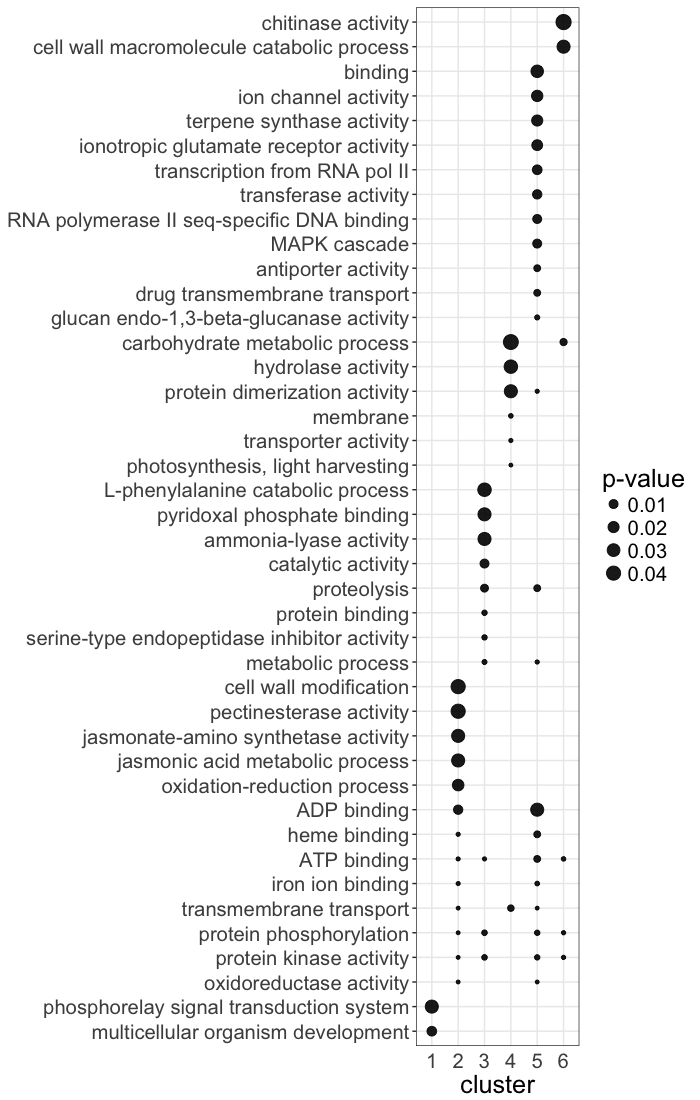 chitinase activity
cell wall macromolecule catabolic process
binding
ion channel activity
terpene synthase activity
ionotropic glutamate receptor activity
transcription from RNA pol II
transferase activity
RNA polymerase II seq-specific DNA binding
MAPK cascade
antiporter activity
drug transmembrane transport
glucan endo-1,3-beta-glucanase activity
carbohydrate metabolic process
hydrolase activity
protein dimerization activity
membrane
transporter activity
photosynthesis, light harvesting
L-phenylalanine catabolic process
pyridoxal phosphate binding
ammonia-lyase activity
catalytic activity
proteolysis
protein binding
serine-type endopeptidase inhibitor activity
metabolic process
cell wall modification
pectinesterase activity
jasmonate-amino synthetase activity
jasmonic acid metabolic process
oxidation-reduction process
ADP binding
heme binding
ATP binding
iron ion binding
transmembrane transport
protein phosphorylation
protein kinase activity
oxidoreductase activity
phosphorelay signal transduction system
multicellular organism development
1 2 3 4 5 6
cluster
p-value
0.01
0.02
0.03
0.04